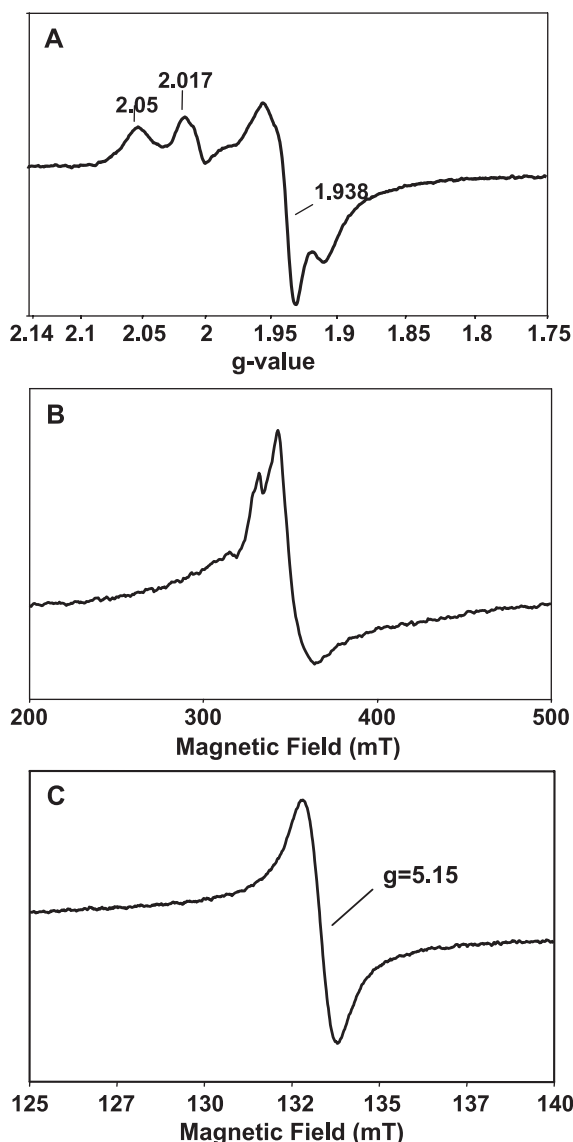 A
2.05
2.017
1.938
2.14 2.1 2.05 2 1.95 1.9 1.85 1.8 1.75
g-value
B
200 300 400 500
Magnetic Field (mT)
C
g=5.15
125 127 130 132 135 137 140
Magnetic Field (mT)